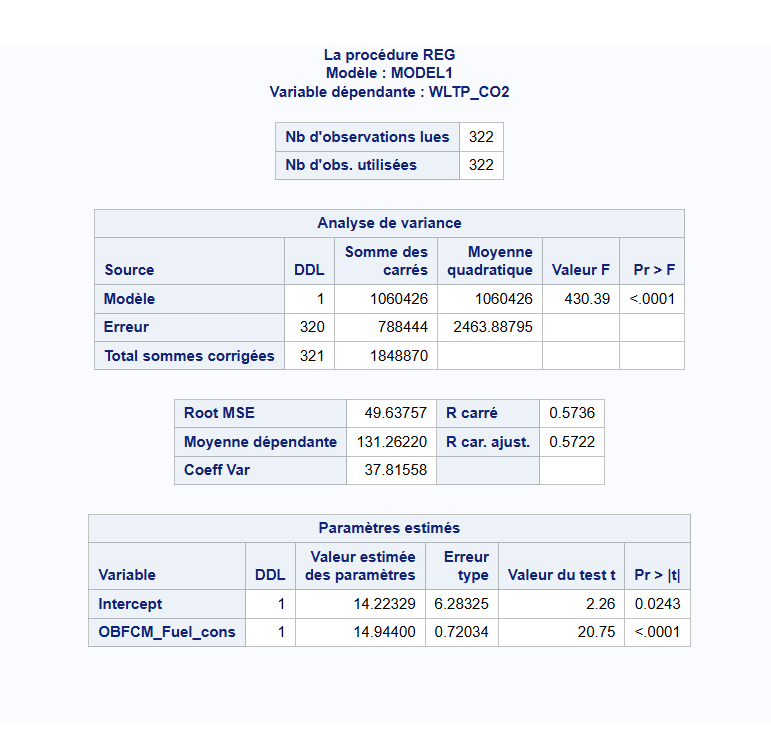 La procédure REG
Modèle : MODEL1
Variable dépendante : WLTP_CO2
Nb d'observations lues 322
Nb d'obs. utilisées 322
Analyse de variance
Source DDL Somme des carrés Moyenne quadratique Valeur F Pr > F
Modèle 1 1060426 1060426 430.39 <.0001
Erreur 320 788444 2463.88795
Total sommes corrigées 321 1848870
Root MSE 49.63757 R carré 0.5736
Moyenne dépendante 131.26220 R car. ajust. 0.5722
Coeff Var 37.81558
Paramètres estimés
Variable DDL Valeur estimée des paramètres Erreur type Valeur du test t Pr > |t|
Intercept 1 14.22329 6.28325 2.26 0.0243
OBFCM_Fuel_cons 1 14.94400 0.72034 20.75 <.0001